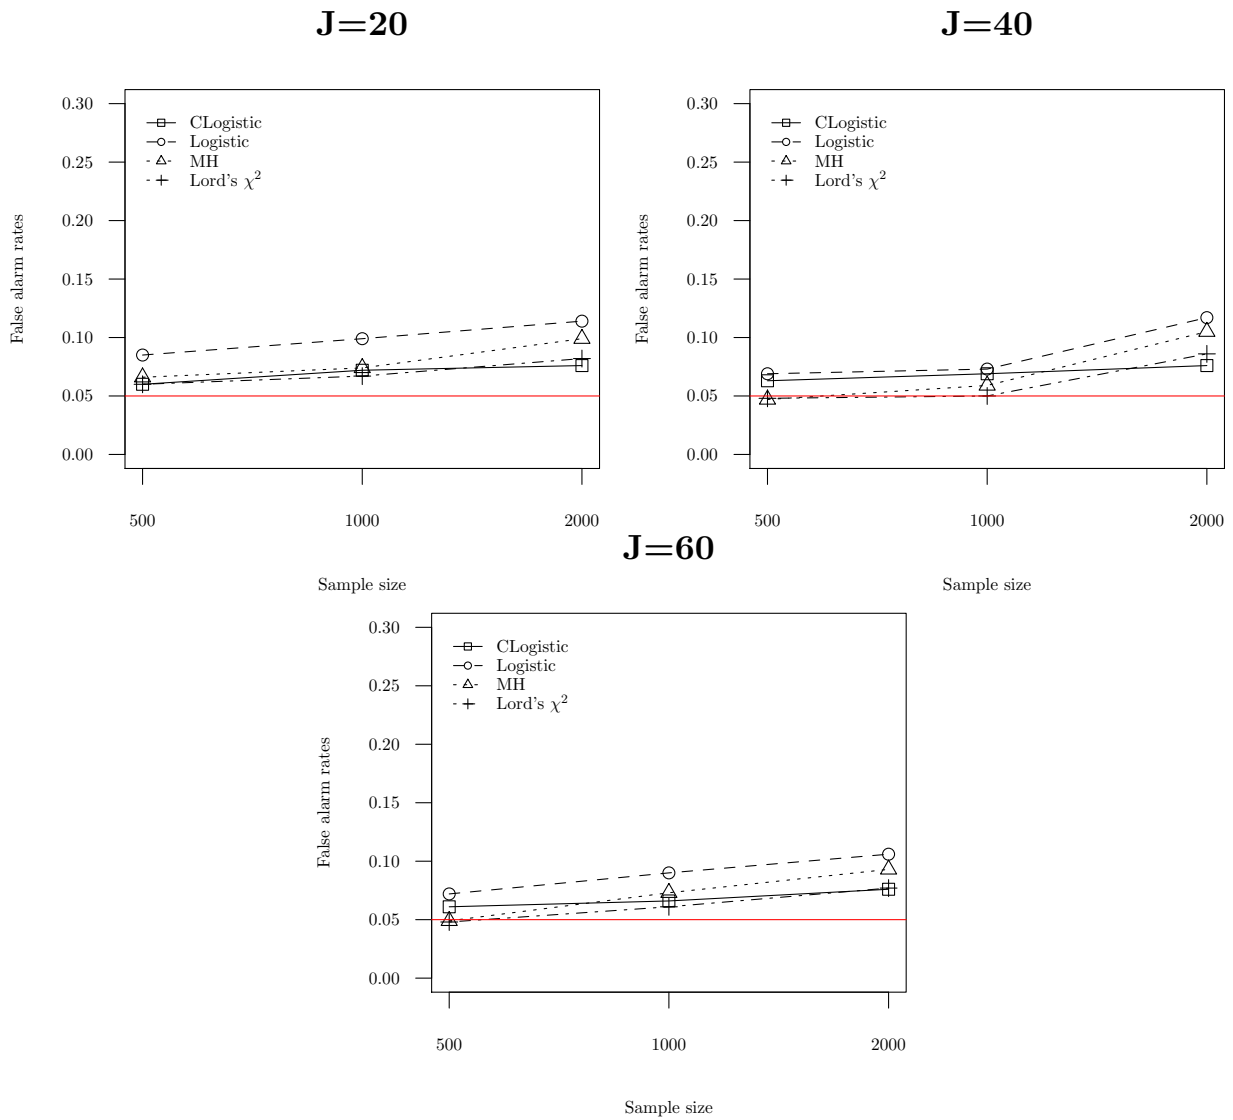 J=20
False alarm rates
0.30
0.25
0.20
0.15
0.10
0.05
0.00
CLogistic
Logistic
MH
Lord's χ²
500 1000 2000
Sample size
J=40
False alarm rates
0.30
0.25
0.20
0.15
0.10
0.05
0.00
CLogistic
Logistic
MH
Lord's χ²
500 1000 2000
Sample size
J=60
False alarm rates
0.30
0.25
0.20
0.15
0.10
0.05
0.00
CLogistic
Logistic
MH
Lord's χ²
500 1000 2000
Sample size